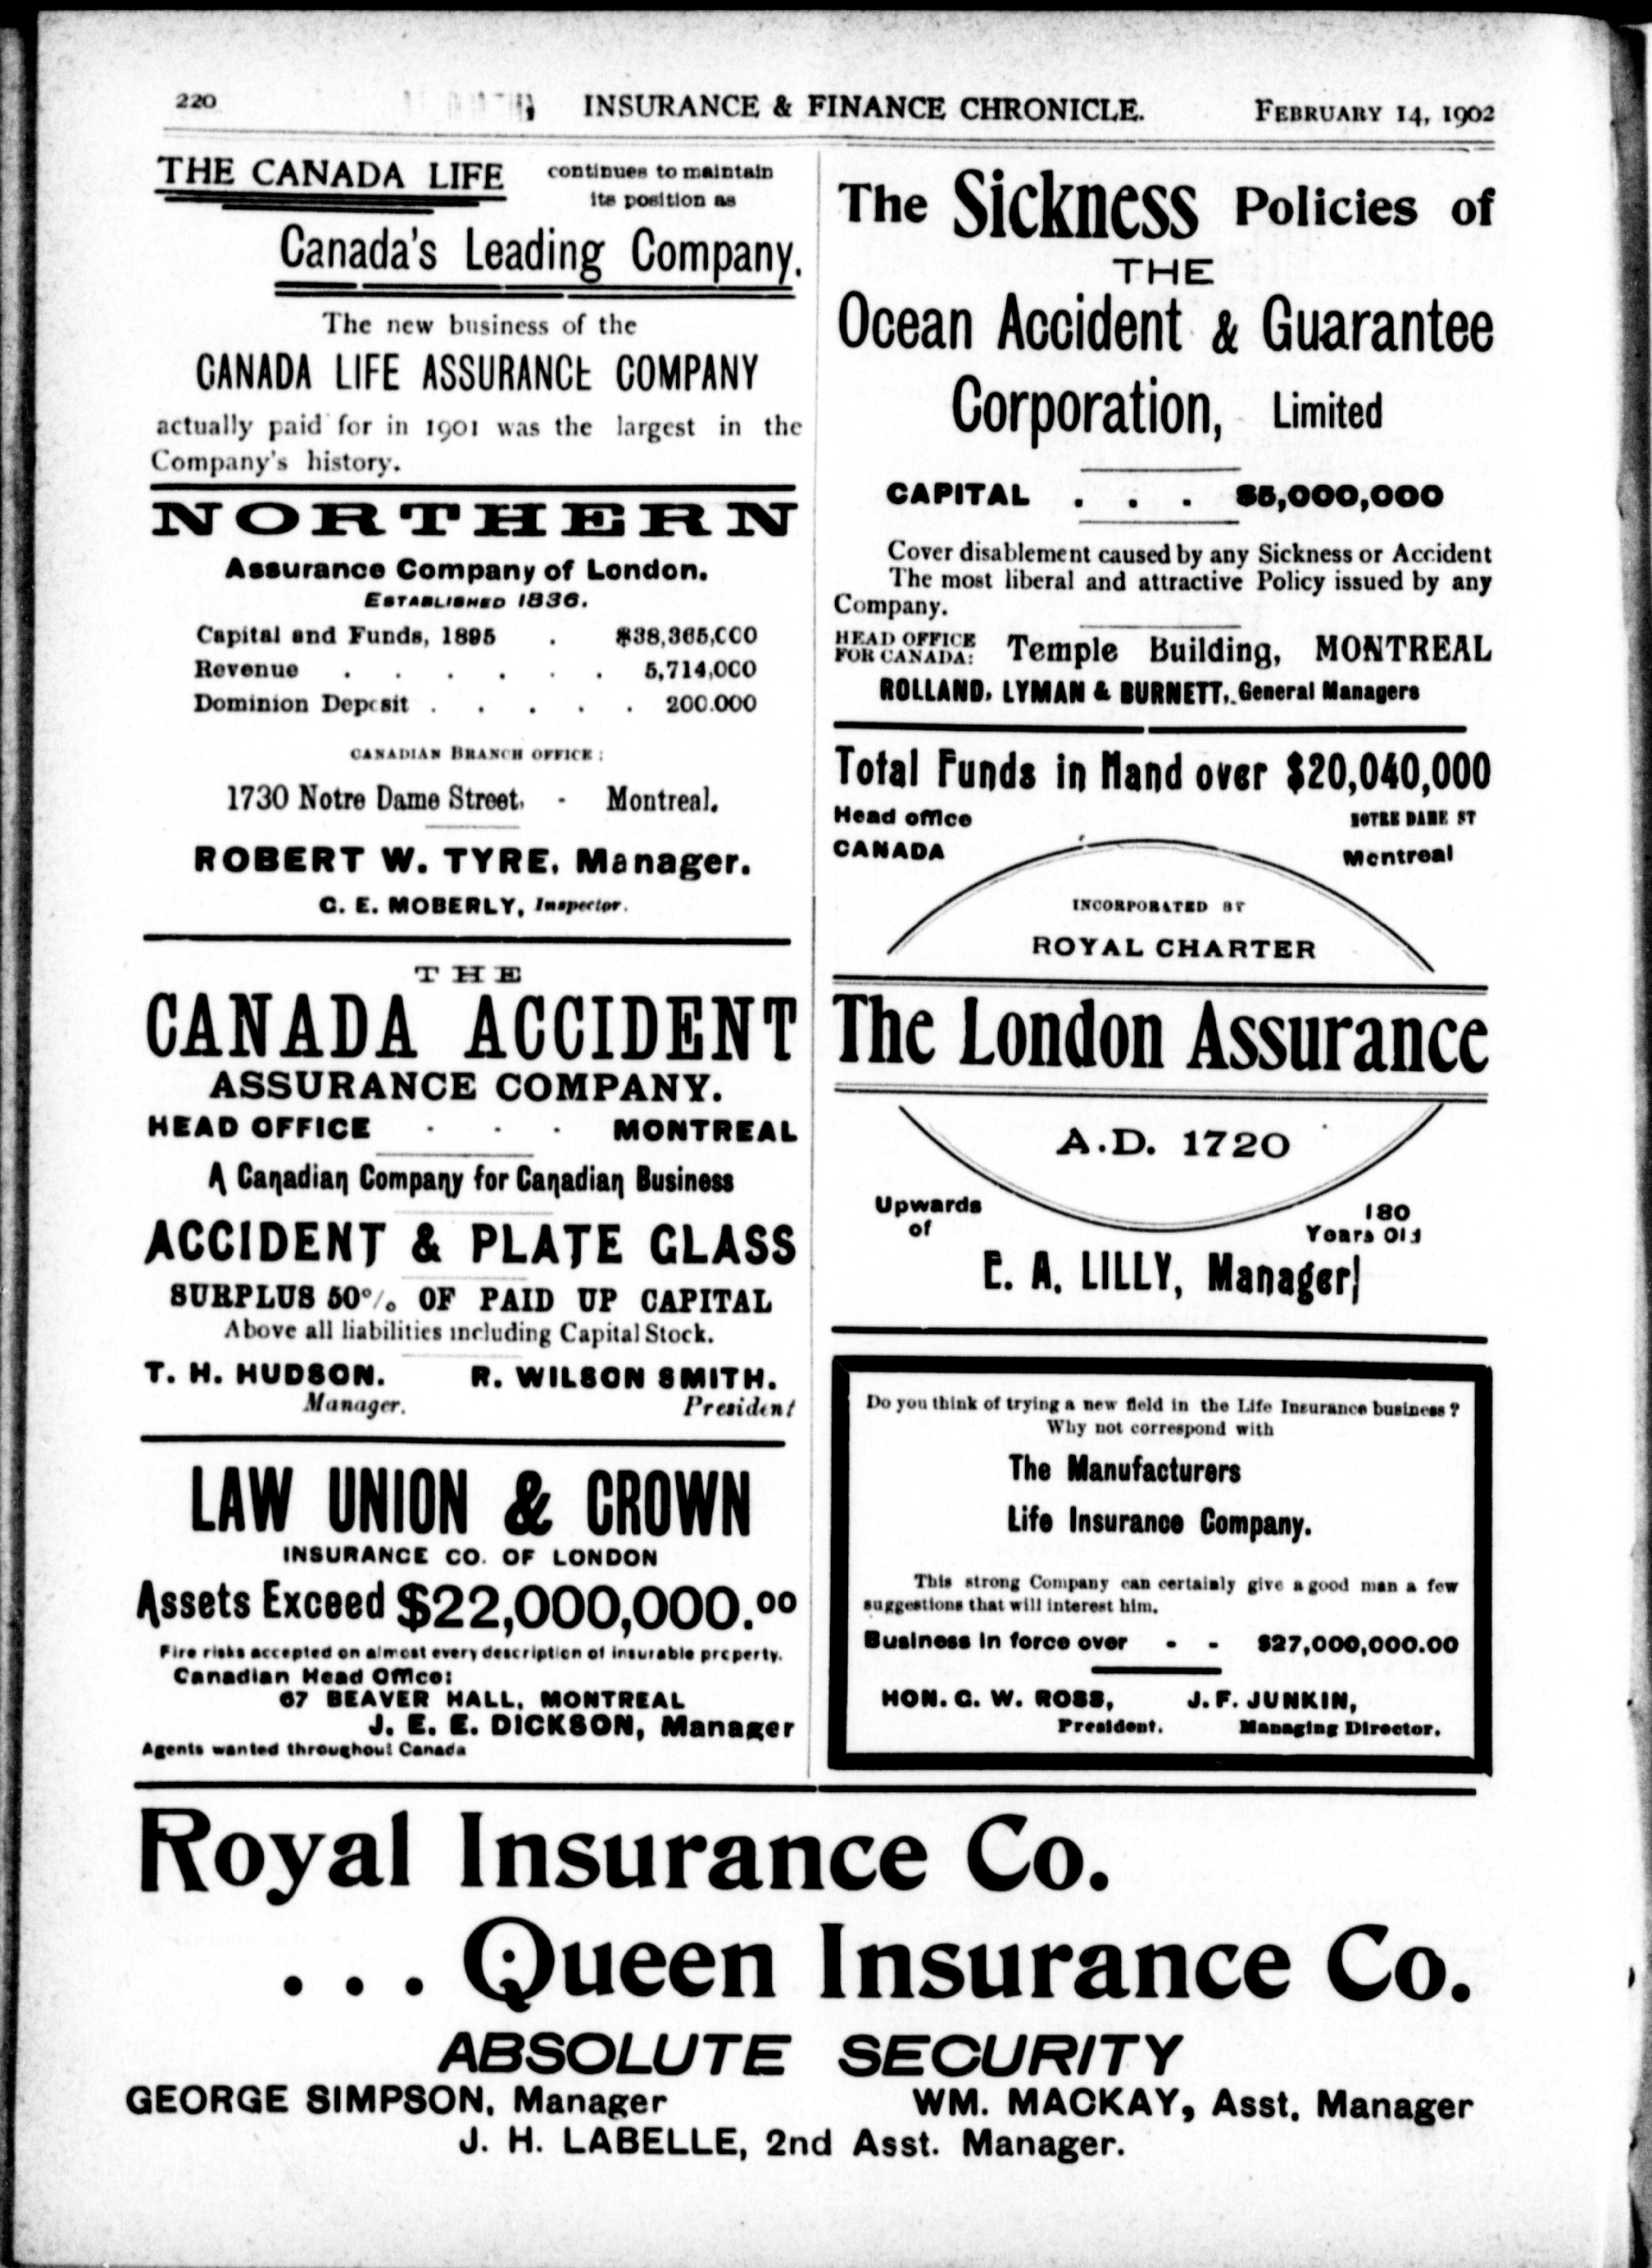 220 INSURANCE & FINANCE CHRONICLE. FEBRUARY 14, 1902
THE CANADA LIFE continues to maintain
its position as
Canada's Leading Company.
The new business of the
CANADA LIFE ASSURANCE COMPANY
actually paid for in 1901 was the largest in the
Company's history.
NORTHERN
Assurance Company of London.
ESTABLISHED 1836.
Capital and Funds, 1895 . $38,365,000
Revenue . . . . . . 5,714,000
Dominion Deposit . . . . . 200.000
CANADIAN BRANCH OFFICE :
1730 Notre Dame Street. - Montreal.
ROBERT W. TYRE, Manager.
C. E. MOBERLY, Inspector.
THE
CANADA ACCIDENT
ASSURANCE COMPANY.
HEAD OFFICE . . . MONTREAL
A Canadian Company for Canadian Business
ACCIDENT & PLATE GLASS
SURPLUS 50% OF PAID UP CAPITAL
Above all liabilities including Capital Stock.
T. H. HUDSON. R. WILSON SMITH.
Manager. President
LAW UNION & CROWN
INSURANCE CO. OF LONDON
Assets Exceed $22,000,000.00
Fire risks accepted on almost every description of insurable property.
Canadian Head Office:
67 BEAVER HALL, MONTREAL
J. E. E. DICKSON, Manager
Agents wanted throughout Canada
The Sickness Policies of
THE
Ocean Accident & Guarantee
Corporation, Limited
CAPITAL . . . $5,000,000
Cover disablement caused by any Sickness or Accident
The most liberal and attractive Policy issued by any
Company.
HEAD OFFICE
FOR CANADA: Temple Building, MONTREAL
ROLLAND, LYMAN & BURNETT, General Managers
Total Funds in Hand over $20,040,000
Head office NOTRE DAME ST
CANADA Montreal
INCORPORATED BY
ROYAL CHARTER
The London Assurance
A.D. 1720
Upwards 180
of Years Old
E. A. LILLY, Manager
Do you think of trying a new field in the Life Insurance business?
Why not correspond with
The Manufacturers
Life Insurance Company.
This strong Company can certainly give a good man a few
suggestions that will interest him.
Business in force over - - $27,000,000.00
HON. G. W. ROSS, J. F. JUNKIN,
President. Managing Director.
Royal Insurance Co.
... Queen Insurance Co.
ABSOLUTE SECURITY
GEORGE SIMPSON, Manager WM. MACKAY, Asst. Manager
J. H. LABELLE, 2nd Asst. Manager.